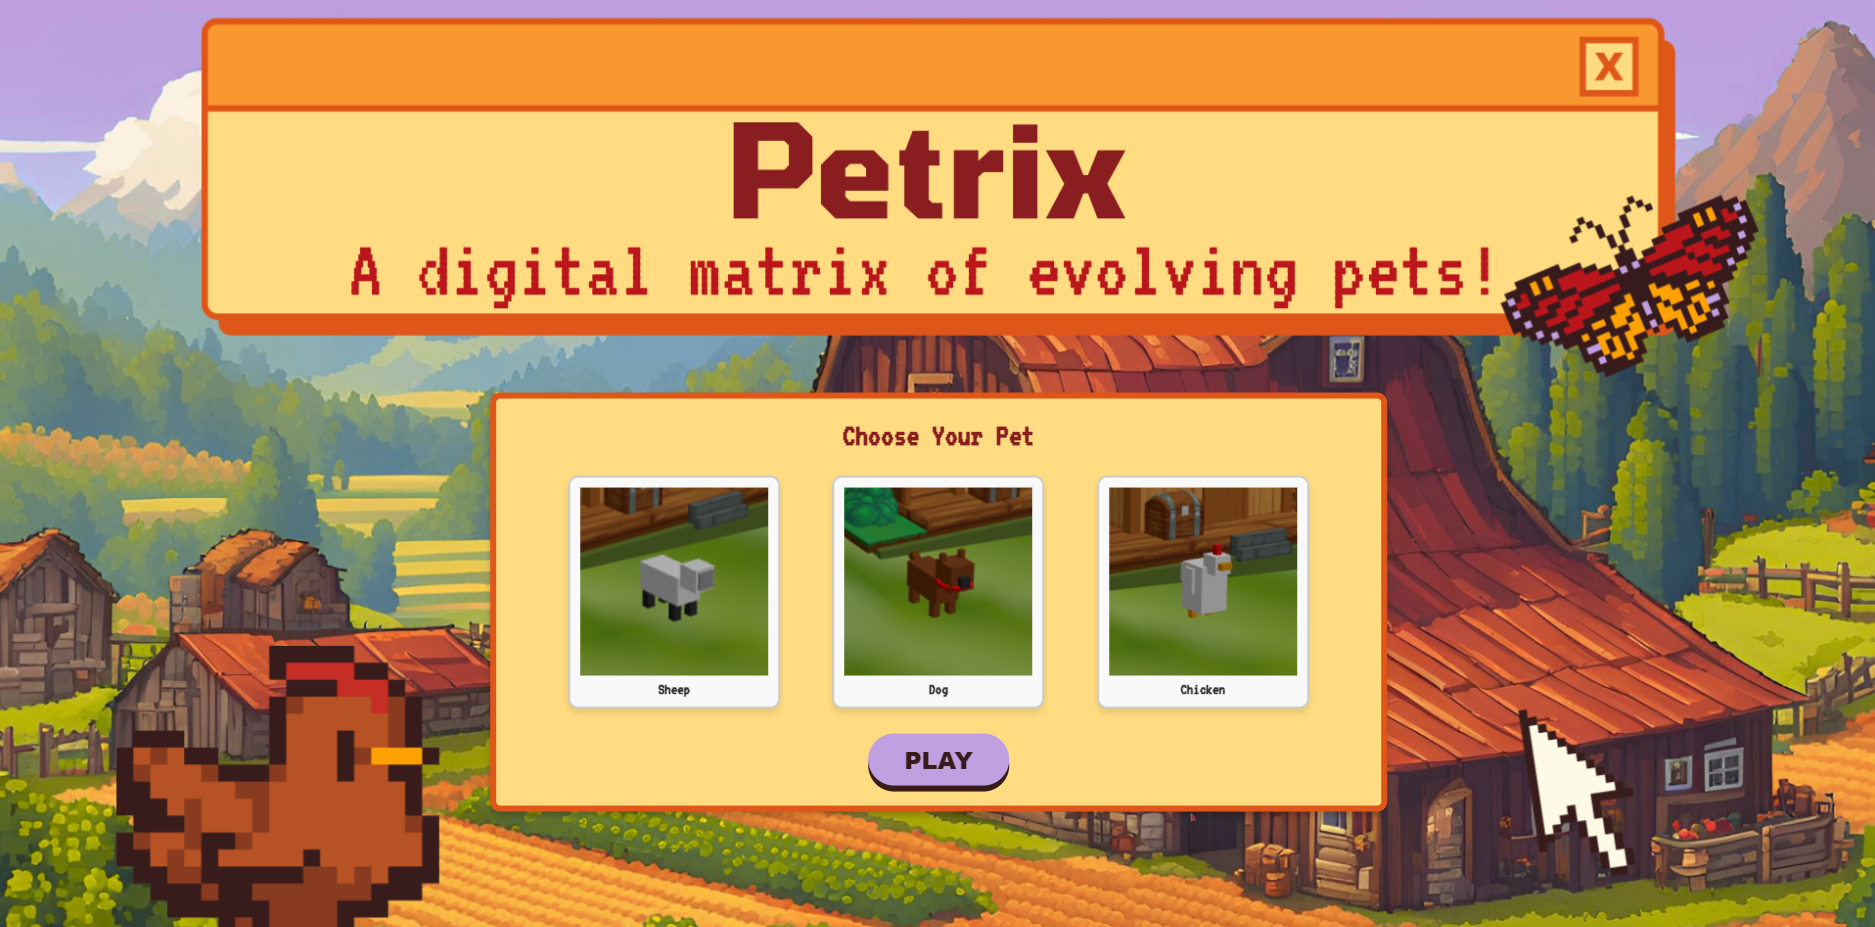 X
Petrix
A digital matrix of evolving pets!
Choose Your Pet
Sheep
Dog
Chicken
PLAY